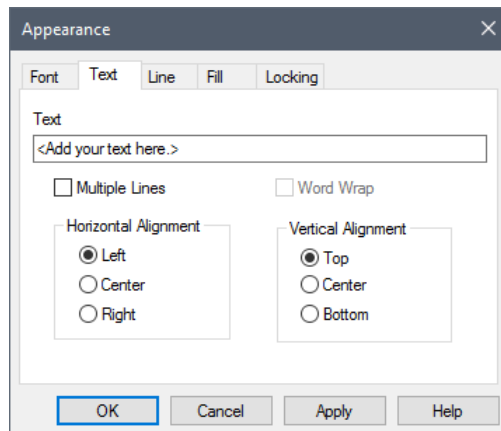 Appearance
Font Text Line Fill Locking
Text
<Add your text here.>
Multiple Lines Word Wrap
Horizontal Alignment Vertical Alignment
Left Top
Center Center
Right Bottom
OK Cancel Apply Help